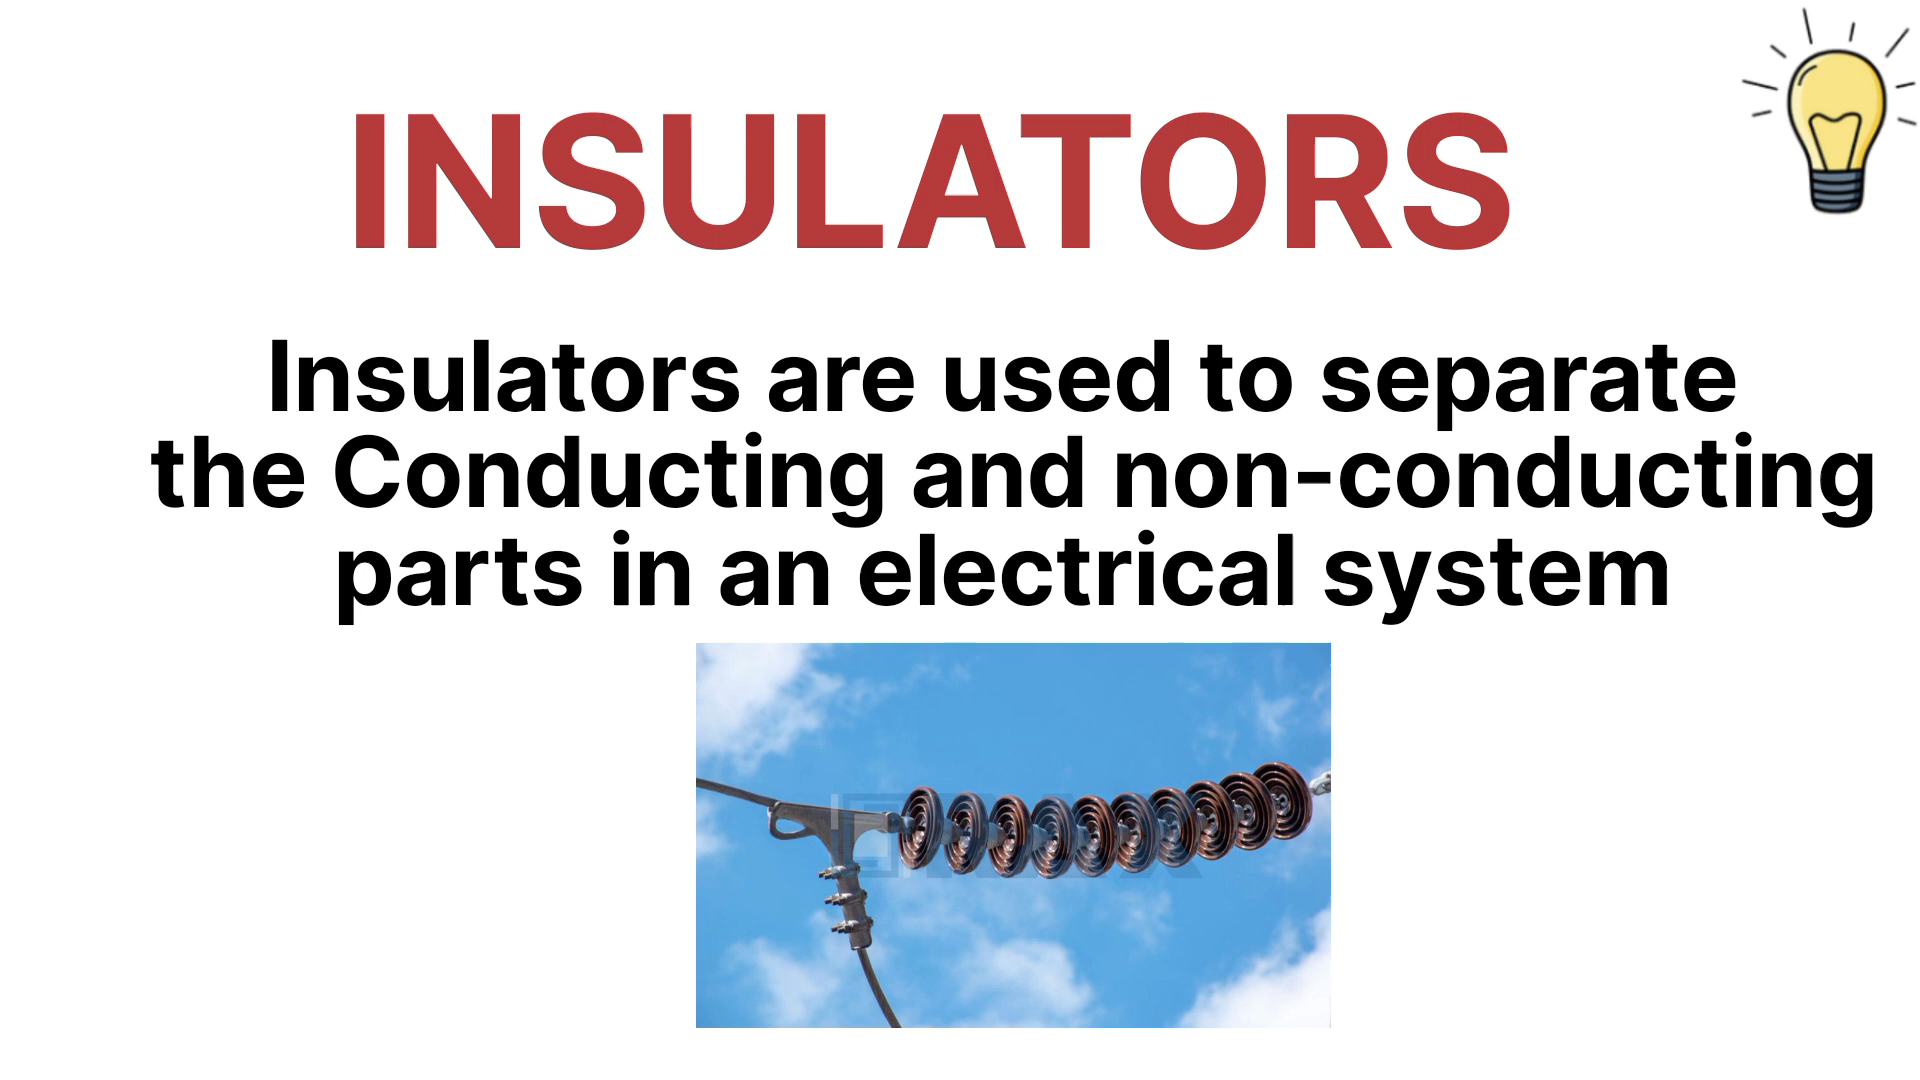 INSULATORS
Insulators are used to separate
the Conducting and non-conducting
parts in an electrical system